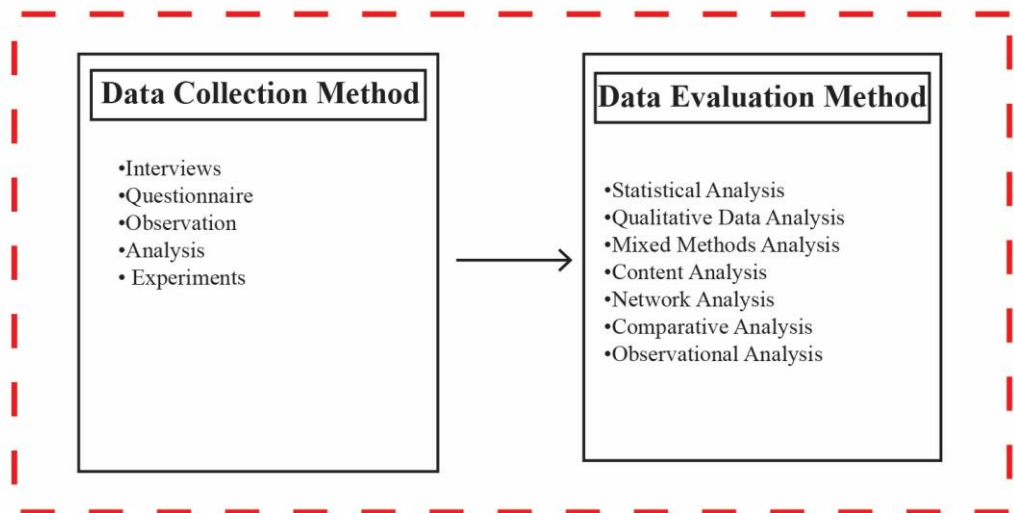 Data Collection Method
•Interviews
•Questionnaire
•Observation
•Analysis
• Experiments
Data Evaluation Method
•Statistical Analysis
•Qualitative Data Analysis
•Mixed Methods Analysis
•Content Analysis
•Network Analysis
•Comparative Analysis
•Observational Analysis